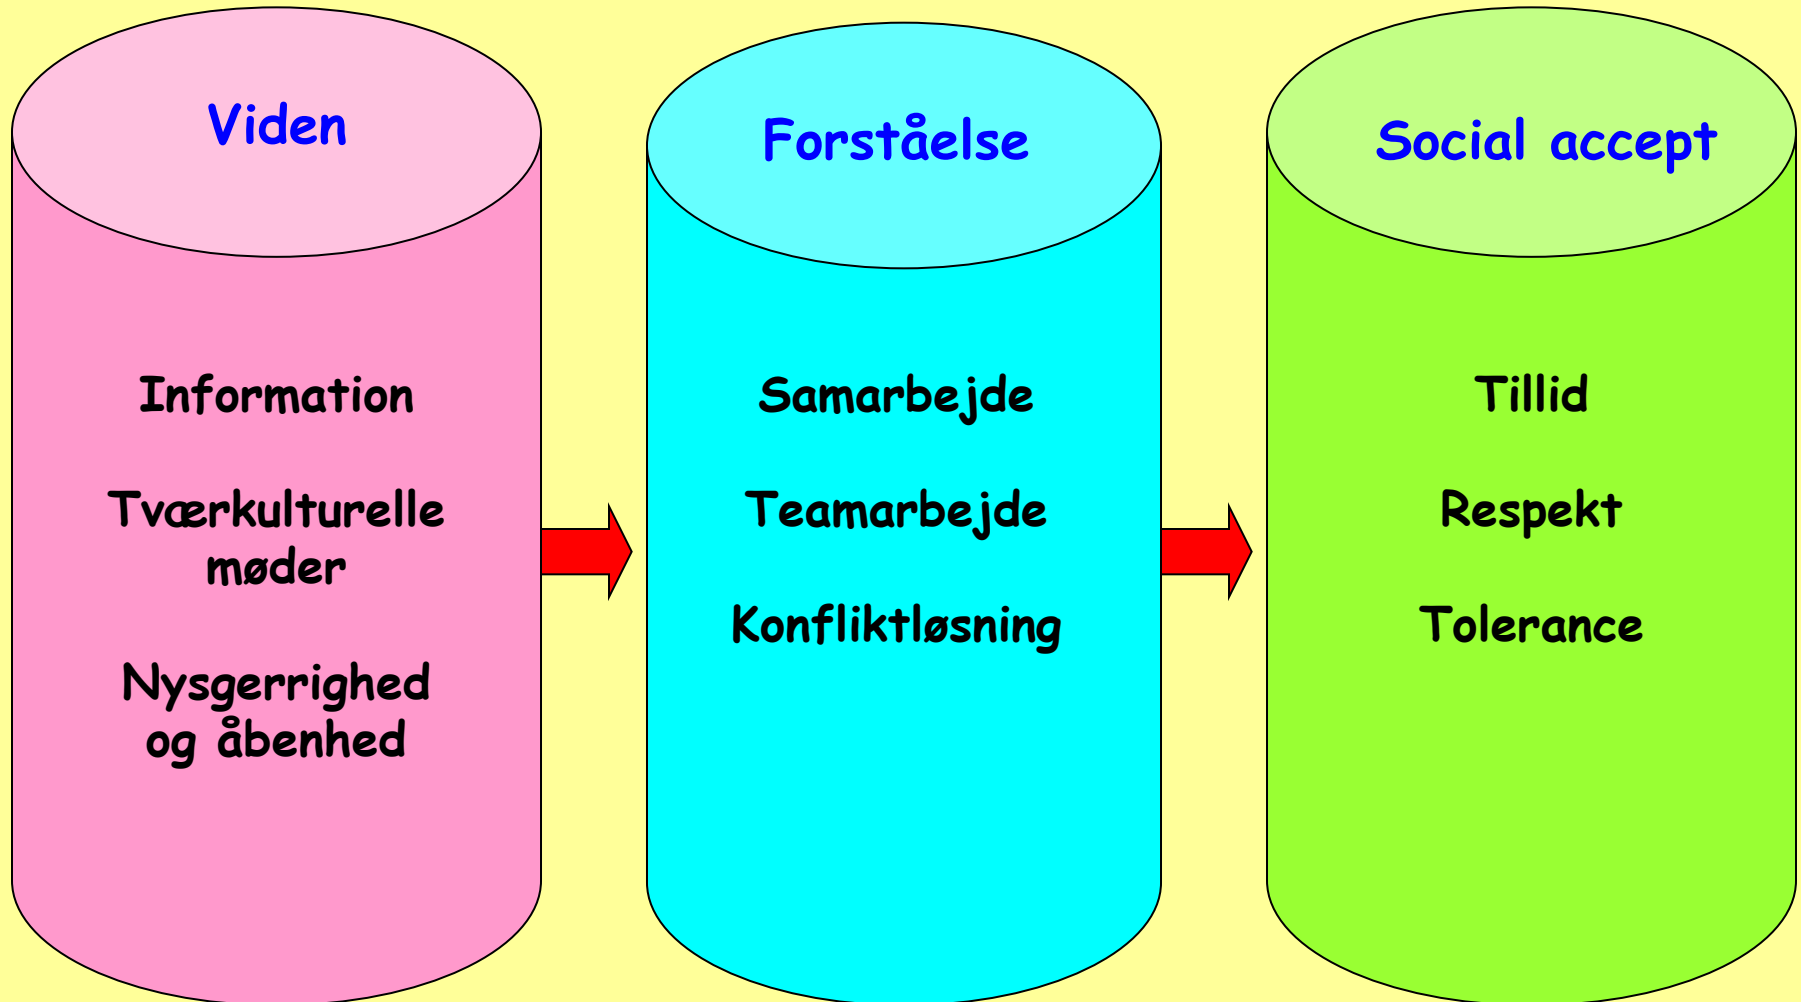 Viden
Information
Tværkulturelle
møder
Nysgerrighed
og åbenhed
Forståelse
Samarbejde
Teamarbejde
Konfliktløsning
Social accept
Tillid
Respekt
Tolerance